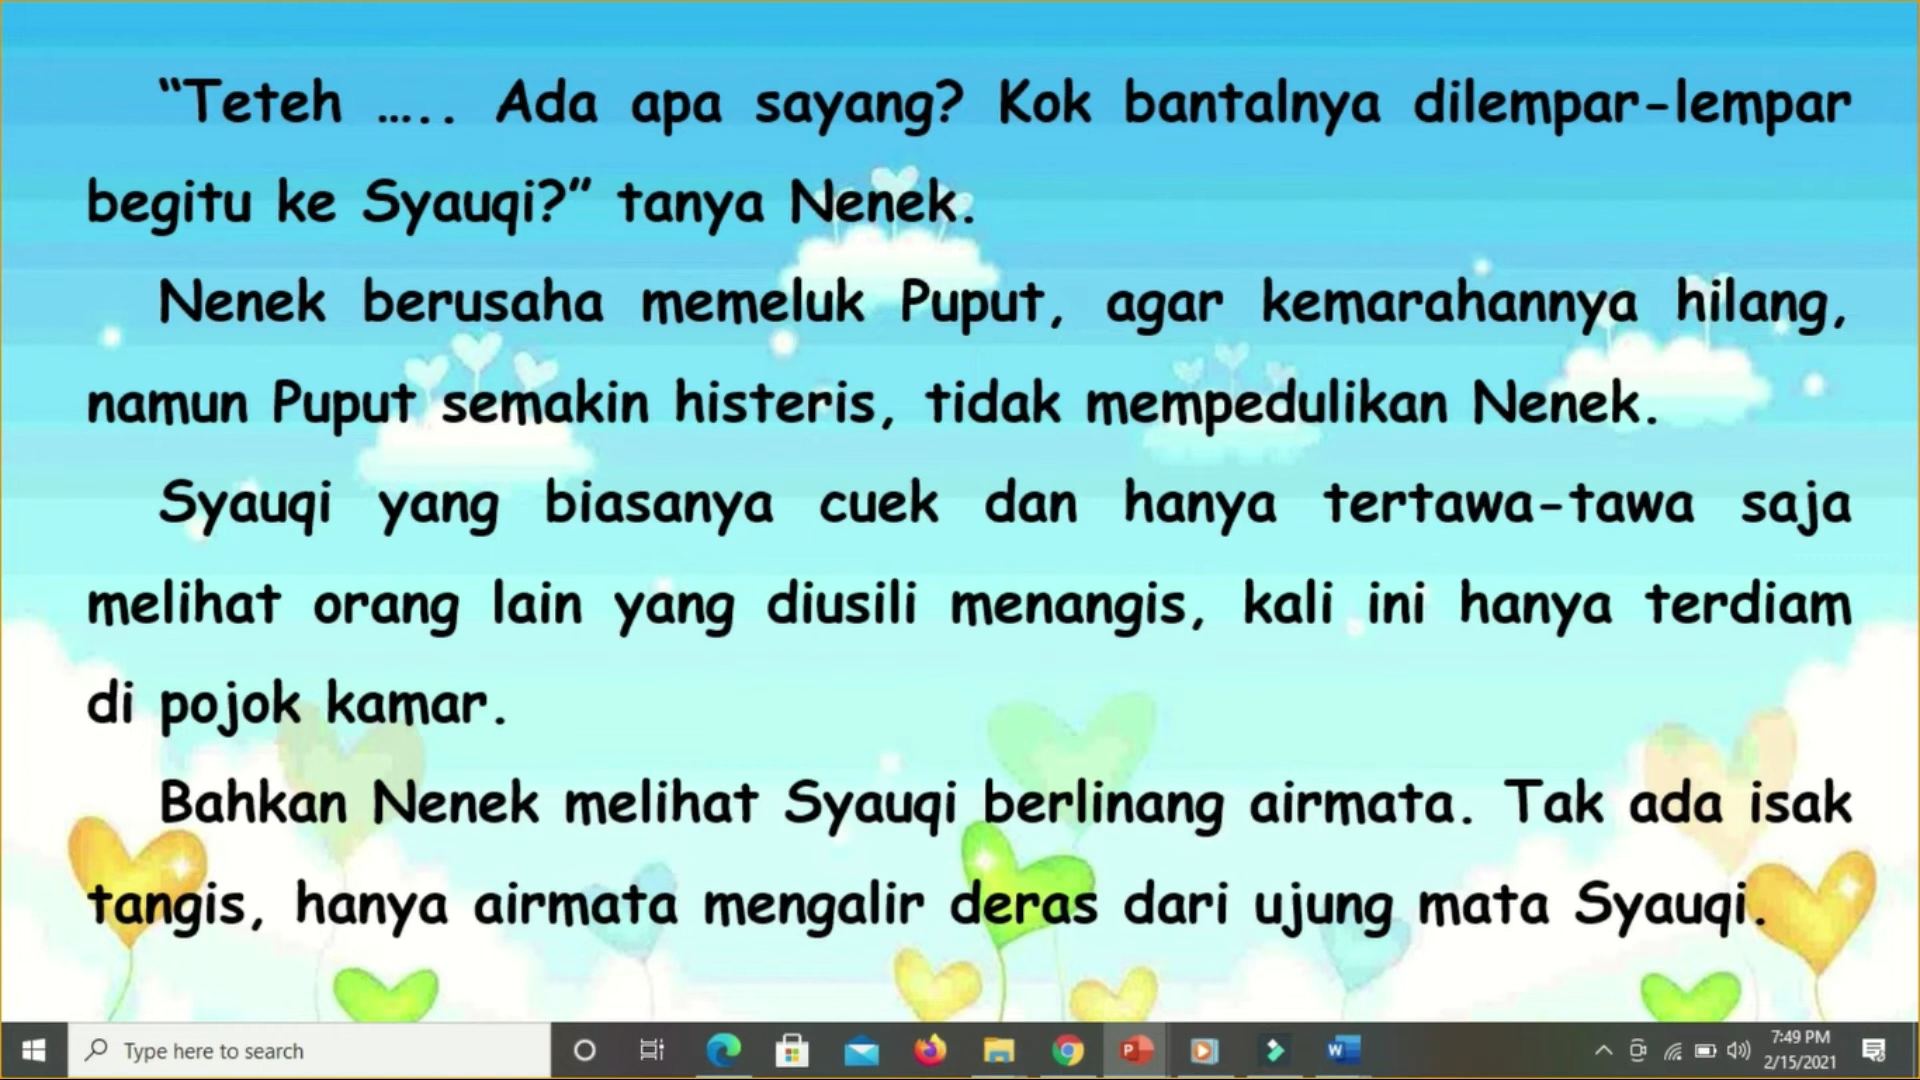 “Teteh ….. Ada apa sayang? Kok bantalnya dilempar-lempar
begitu ke Syauqi?” tanya Nenek.
Nenek berusaha memeluk Puput, agar kemarahannya hilang,
namun Puput semakin histeris, tidak mempedulikan Nenek.
Syauqi yang biasanya cuek dan hanya tertawa-tawa saja
melihat orang lain yang diusili menangis, kali ini hanya terdiam
di pojok kamar.
Bahkan Nenek melihat Syauqi berlinang airmata. Tak ada isak
tangis, hanya airmata mengalir deras dari ujung mata Syauqi.
Type here to search
7:49 PM
2/15/2021